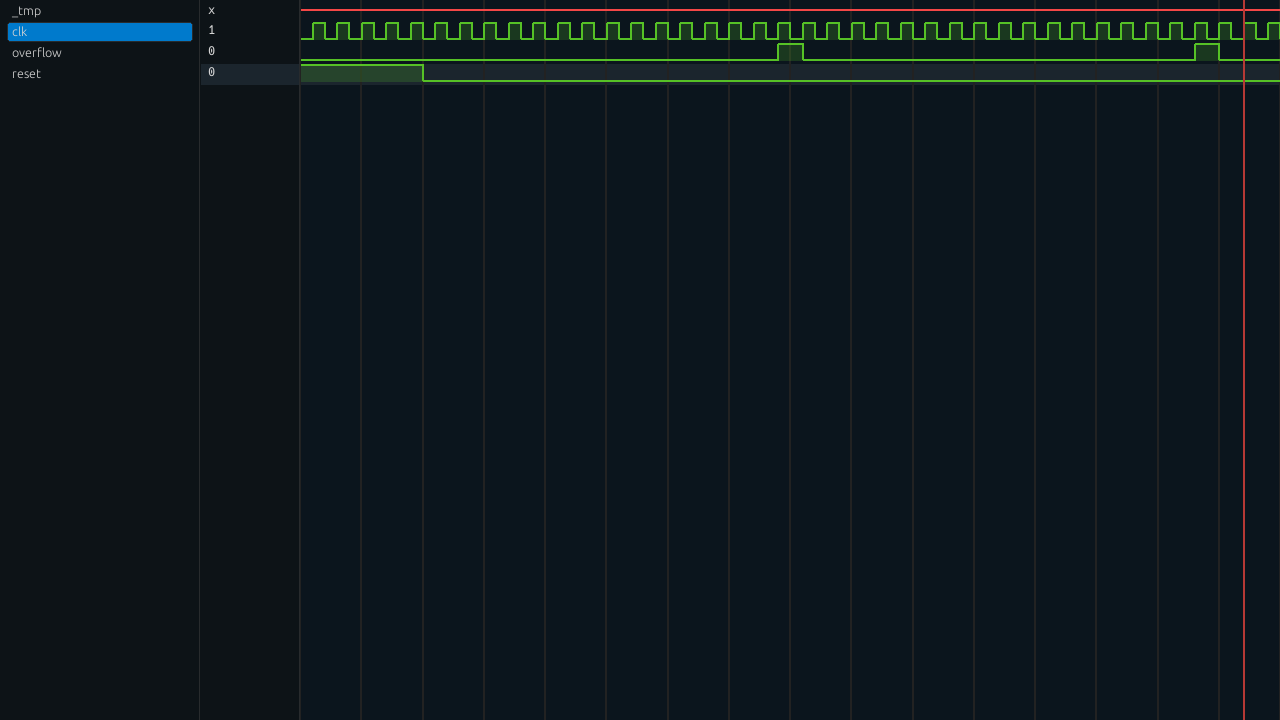 _tmp x
clk 1
overflow 0
reset 0